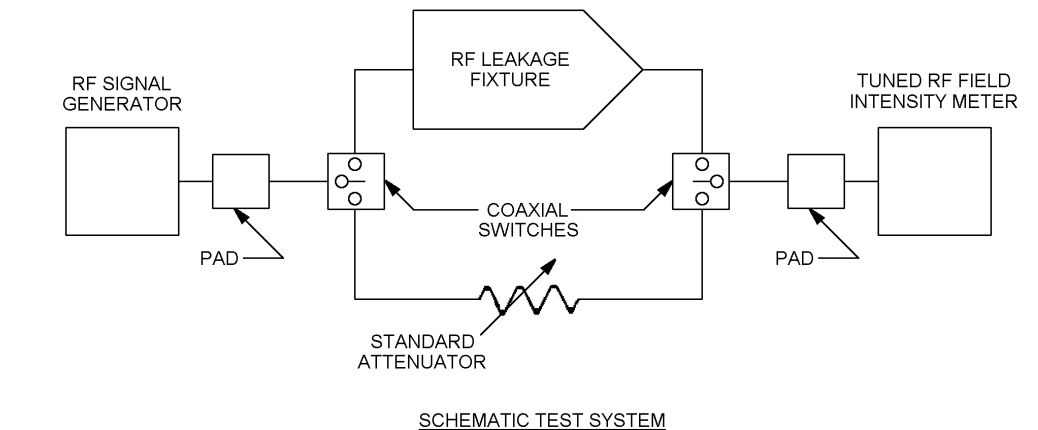 RF LEAKAGE
FIXTURE
RF SIGNAL
GENERATOR
TUNED RF FIELD
INTENSITY METER
COAXIAL
SWITCHES
PAD
PAD
STANDARD
ATTENUATOR
SCHEMATIC TEST SYSTEM